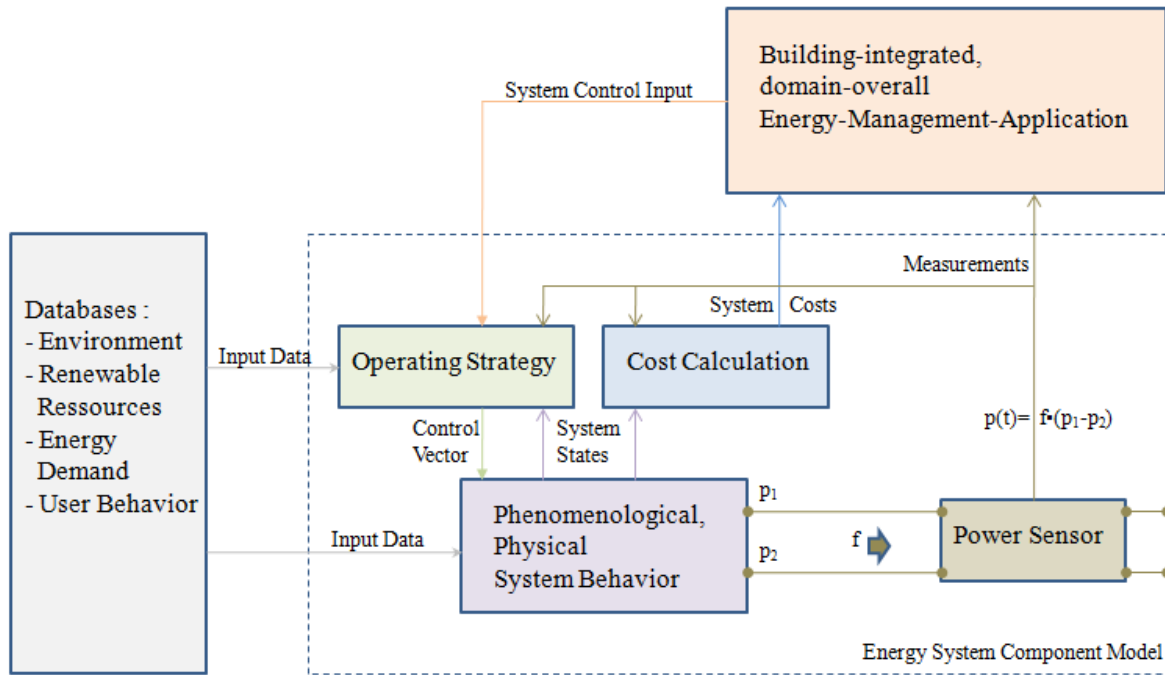 Building-integrated,
domain-overall
Energy-Management-Application
System Control Input
Measurements
System Costs
Databases :
- Environment
- Renewable
Ressources
- Energy
Demand
- User Behavior
Input Data
Operating Strategy
Cost Calculation
Control
Vector
System
States
p(t)= f•(p₁-p₂)
Input Data
Phenomenological,
Physical
System Behavior
p₁
f
p₂
Power Sensor
Energy System Component Model